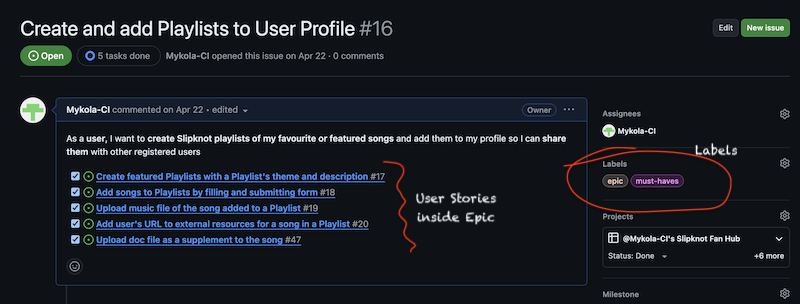 Create and add Playlists to User Profile #16
Edit
New issue
Open
5 tasks done
Mykola-CI opened this issue on Apr 22 · 0 comments
Mykola-CI commented on Apr 22 • edited
Owner
As a user, I want to create Slipknot playlists of my favourite or featured songs and add them to my profile so I can share
them with other registered users
Create featured Playlists with a Playlist's theme and description #17
Add songs to Playlists by filling and submitting form #18
Upload music file of the song added to a Playlist #19
Add user's URL to external resources for a song in a Playlist #20
Upload doc file as a supplement to the song #47
User Stories
inside Epic
Assignees
Mykola-CI
Labels
Labels
epic
must-haves
Projects
@Mykola-CI's Slipknot Fan Hub
Status: Done
+6 more
Milestone